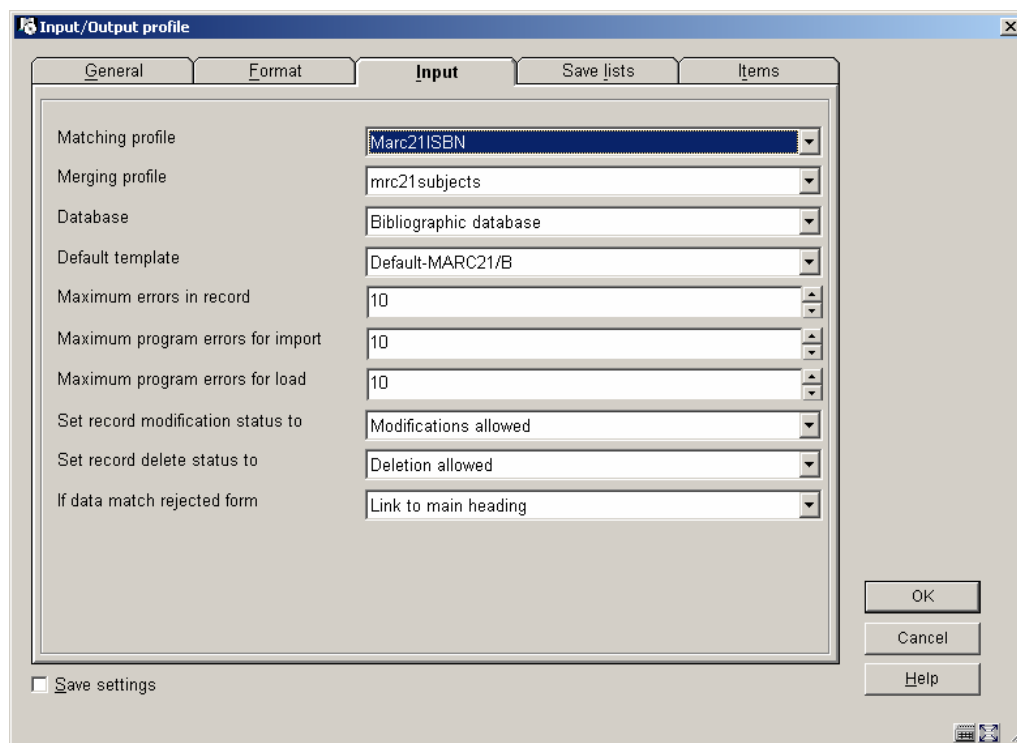 Input/Output profile
General Format Input Save lists Items
Matching profile Marc21ISBN
Merging profile mrc21subjects
Database Bibliographic database
Default template Default-MARC21/B
Maximum errors in record 10
Maximum program errors for import 10
Maximum program errors for load 10
Set record modification status to Modifications allowed
Set record delete status to Deletion allowed
If data match rejected form Link to main heading
OK
Cancel
Help
Save settings